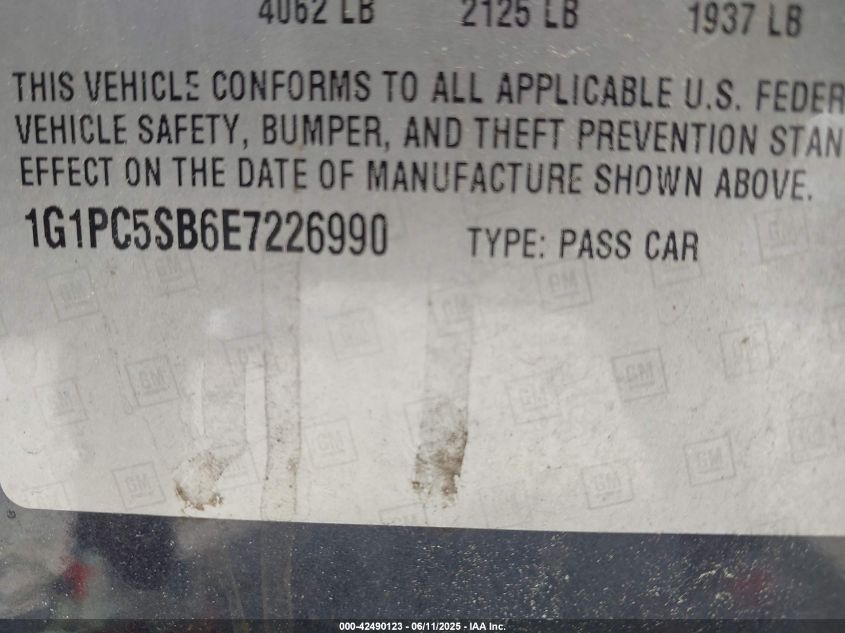 4062 LB 2125 LB 1937 LB
THIS VEHICLE CONFORMS TO ALL APPLICABLE U.S. FEDER
VEHICLE SAFETY, BUMPER, AND THEFT PREVENTION STAN
EFFECT ON THE DATE OF MANUFACTURE SHOWN ABOVE.
1G1PC5SB6E7226990 TYPE: PASS CAR
000-42490123 - 06/11/2025 - IAA Inc.